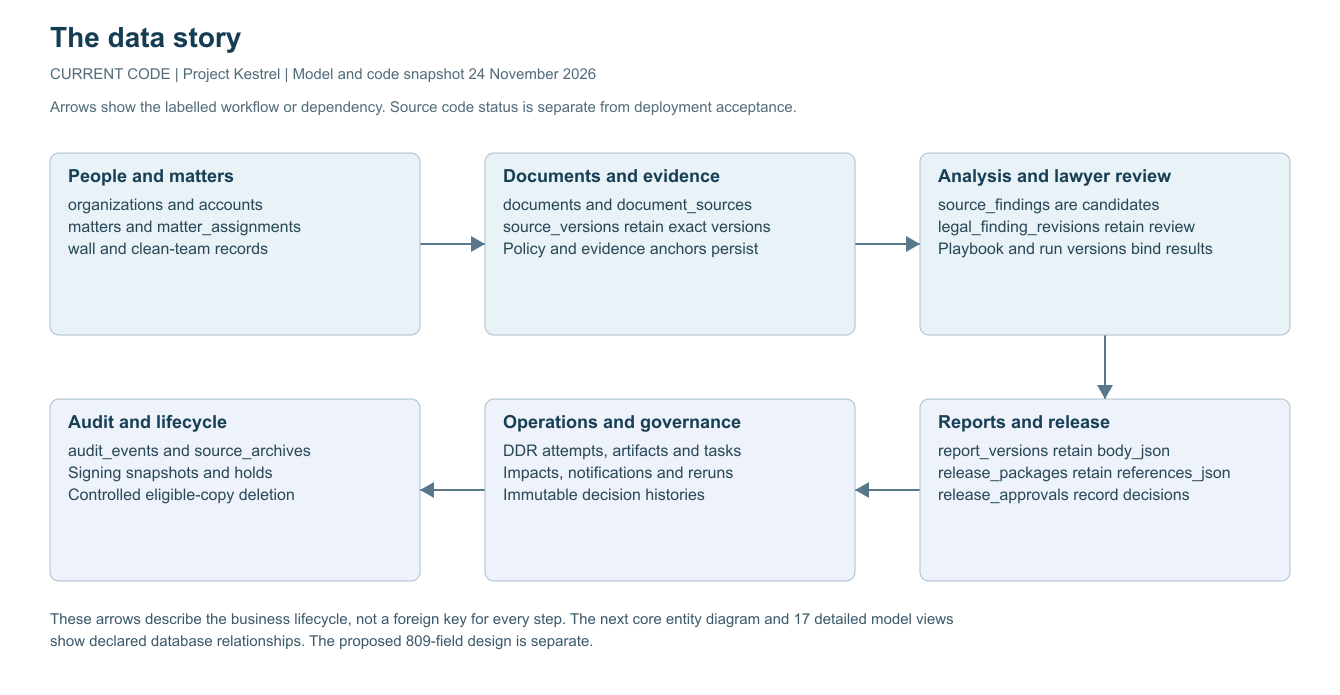 The data story
CURRENT CODE | Project Kestrel | Model and code snapshot 24 November 2026
Arrows show the labelled workflow or dependency. Source code status is separate from deployment acceptance.
People and matters
organizations and accounts
matters and matter_assignments
wall and clean-team records
Documents and evidence
documents and document_sources
source_versions retain exact versions
Policy and evidence anchors persist
Analysis and lawyer review
source_findings are candidates
legal_finding_revisions retain review
Playbook and run versions bind results
Audit and lifecycle
audit_events and source_archives
Signing snapshots and holds
Controlled eligible-copy deletion
Operations and governance
DDR attempts, artifacts and tasks
Impacts, notifications and reruns
Immutable decision histories
Reports and release
report_versions retain body_json
release_packages retain references_json
release_approvals record decisions
These arrows describe the business lifecycle, not a foreign key for every step. The next core entity diagram and 17 detailed model views
show declared database relationships. The proposed 809-field design is separate.